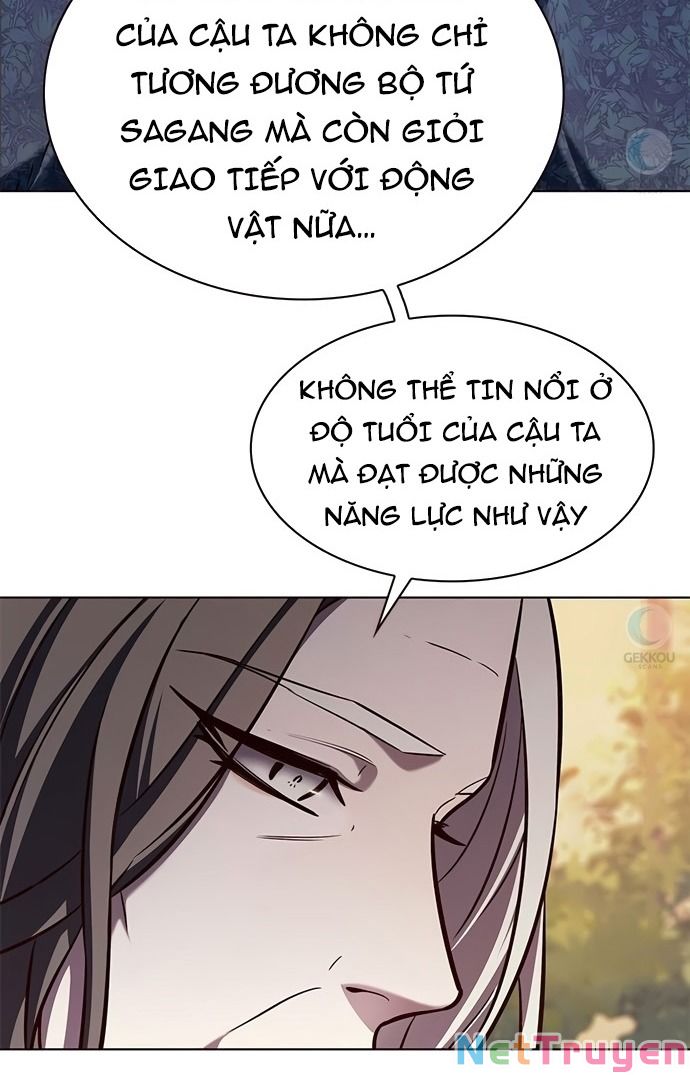 CỦA CẬU TA KHÔNG CHỈ
TƯƠNG ĐƯƠNG BỘ TỨ
SAGANG MÀ CÒN GIỎI
GIAO TIẾP VỚI ĐỘNG
VẬT NỮA...
KHÔNG THỂ TIN NỔI Ở
ĐỘ TUỔI CỦA CẬU TA
MÀ ĐẠT ĐƯỢC NHỮNG
NĂNG LỰC NHƯ VẬY
GEKKOU
SCANS
NetTruyen